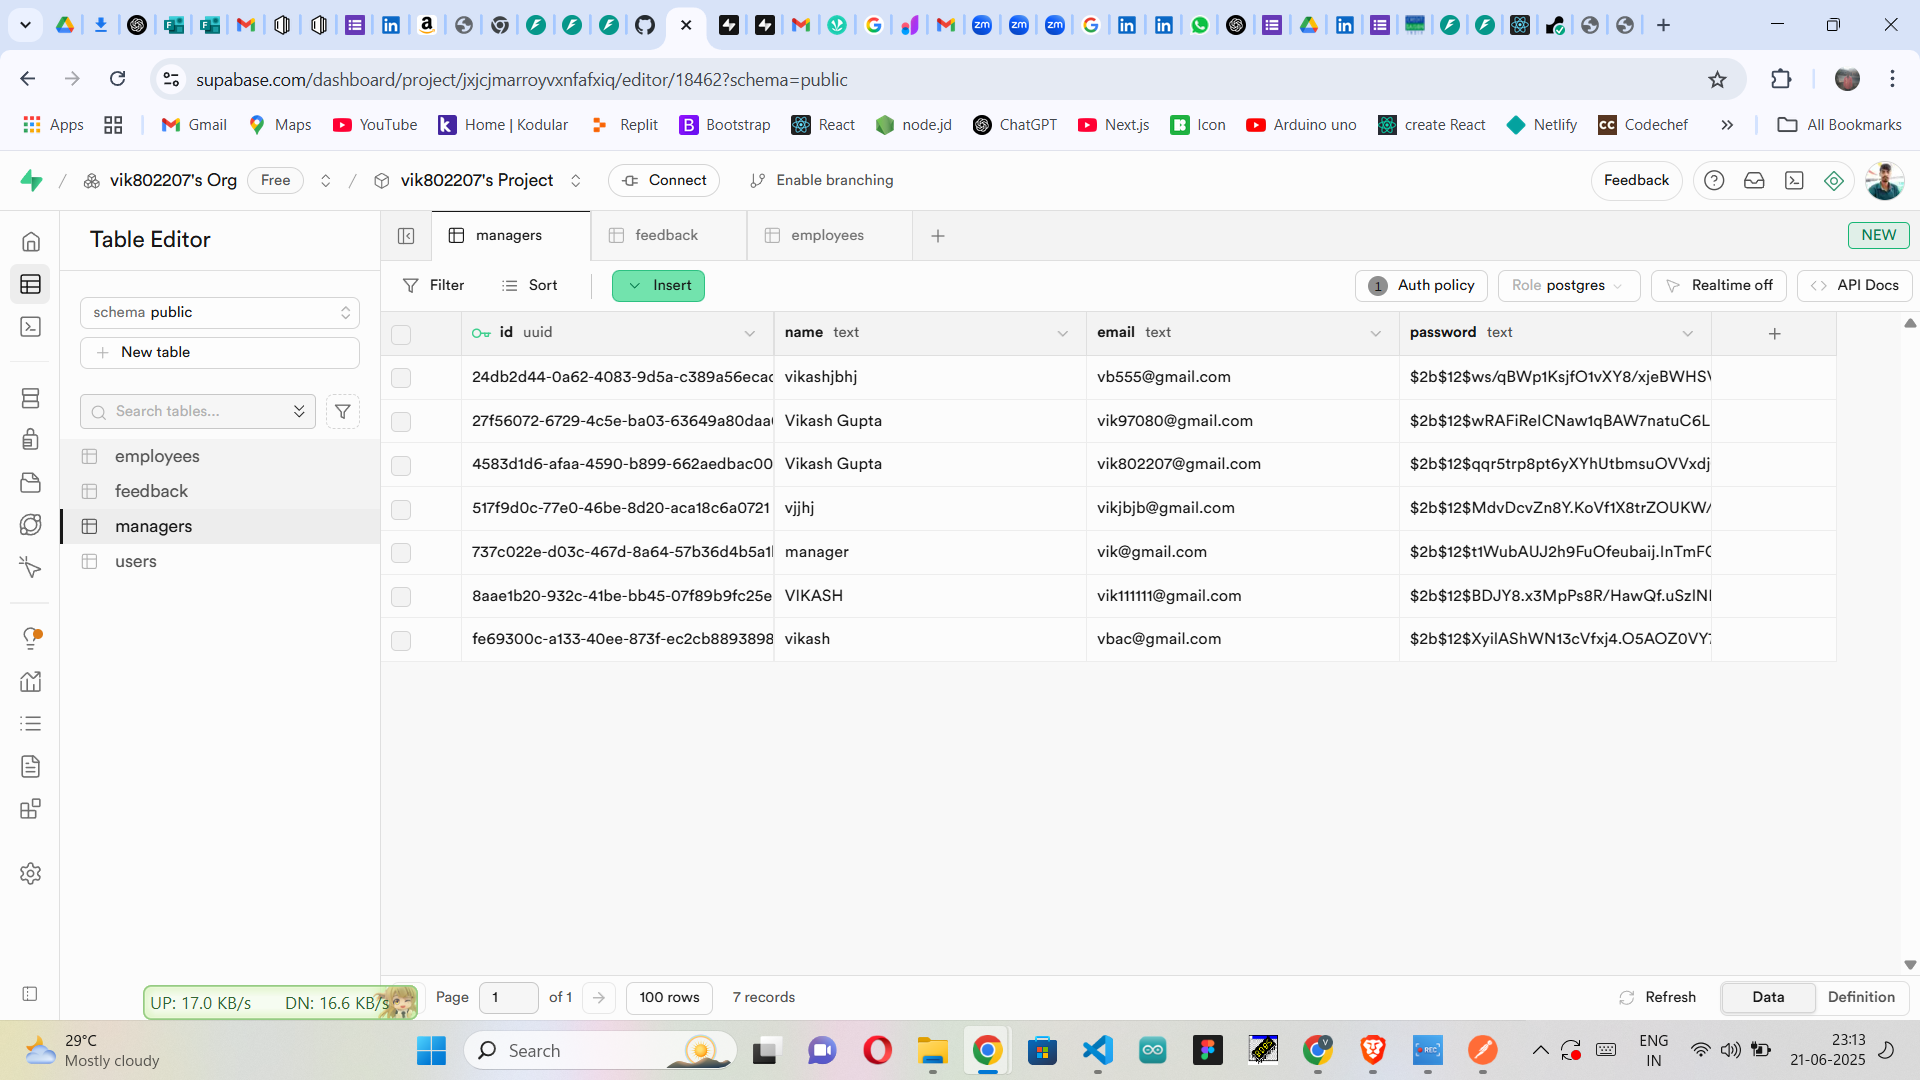 supabase.com/dashboard/project/jxjcjmarroyvxnfafxiq/editor/18462?schema=public
Apps Gmail Maps YouTube Home | Kodular Replit Bootstrap React node.jd ChatGPT Next.js Icon Arduino uno create React Netlify Codechef All Bookmarks
vik802207's Org Free vik802207's Project Connect Enable branching Feedback
Table Editor
managers feedback employees NEW
Filter Sort Insert 1 Auth policy Role postgres Realtime off API Docs
schema public
New table
Search tables...
employees
feedback
managers
users
id uuid name text email text password text
24db2d44-0a62-4083-9d5a-c389a56ecac vikashjbhj vb555@gmail.com $2b$12$ws/qBWp1KsjfO1vXY8/xjeBWHS
27f56072-6729-4c5e-ba03-63649a80daa Vikash Gupta vik97080@gmail.com $2b$12$wRAFiReICNaw1qBAW7natuC6L
4583d1d6-afaa-4590-b899-662aedbac00 Vikash Gupta vik802207@gmail.com $2b$12$qqr5trp8pt6yXYhUtbmsuOVVxdj
517f9d0c-77e0-46be-8d20-aca18c6a0721 vjjhj vikjbjb@gmail.com $2b$12$MdvDcvZn8Y.KoVf1X8trZOUKW/
737c022e-d03c-467d-8a64-57b36d4b5a1 manager vik@gmail.com $2b$12$t1WubAUJ2h9FuOfeubaij.InTmF
8aae1b20-932c-41be-bb45-07f89b9fc25e VIKASH vik111111@gmail.com $2b$12$BDJY8.x3MpPs8R/HawQf.uSzlN
fe69300c-a133-40ee-873f-ec2cb8893898 vikash vbac@gmail.com $2b$12$XyilAShWN13cVfxj4.O5AOZ0VY
Page 1 of 1 100 rows 7 records Refresh Data Definition
UP: 17.0 KB/s DN: 16.6 KB/s
29°C
Mostly cloudy
Search
ENG
IN
23:13
21-06-2025